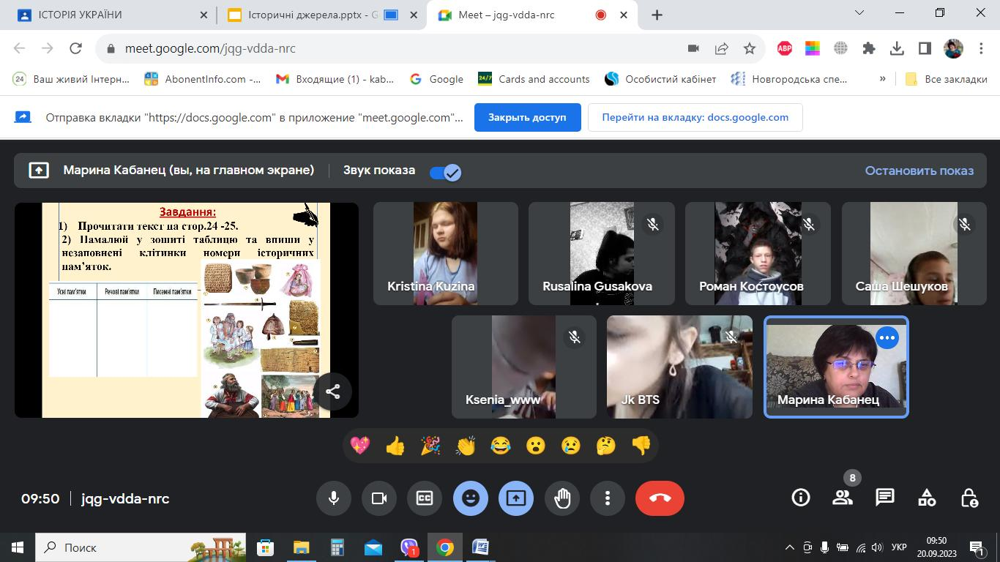 ІСТОРІЯ УКРАЇНИ
Історичні джерела.pptx - G
Meet – jqg-vdda-nrc
meet.google.com/jqg-vdda-nrc
ABP
24
Ваш живий Інтерн...
AbonentInfo.com -...
Входящие (1) - kab...
Google
24/7
Cards and accounts
Особистий кабінет
Новгородська спе...
»
Все закладки
Отправка вкладки "https://docs.google.com" в приложение "meet.google.com"...
Закрыть доступ
Перейти на вкладку: docs.google.com
Марина Кабанец (вы, на главном экране)
Звук показа
Остановить показ
Завдання:
1) Прочитати текст на стор.24 -25.
2) Намалюй у зошиті таблицю та впиши у
незаповнені клітинки номери історичних
пам'яток.
Усні пам'ятки
Речові пам'ятки
Писемні пам'ятки
Kristina Kuzina
Rusalina Gusakova
Роман Костоусов
Саша Шешуков
Ksenia_www
Jk BTS
Марина Кабанец
09:50
jqg-vdda-nrc
CC
8
Поиск
1
W
УКР
09:50
20.09.2023
1